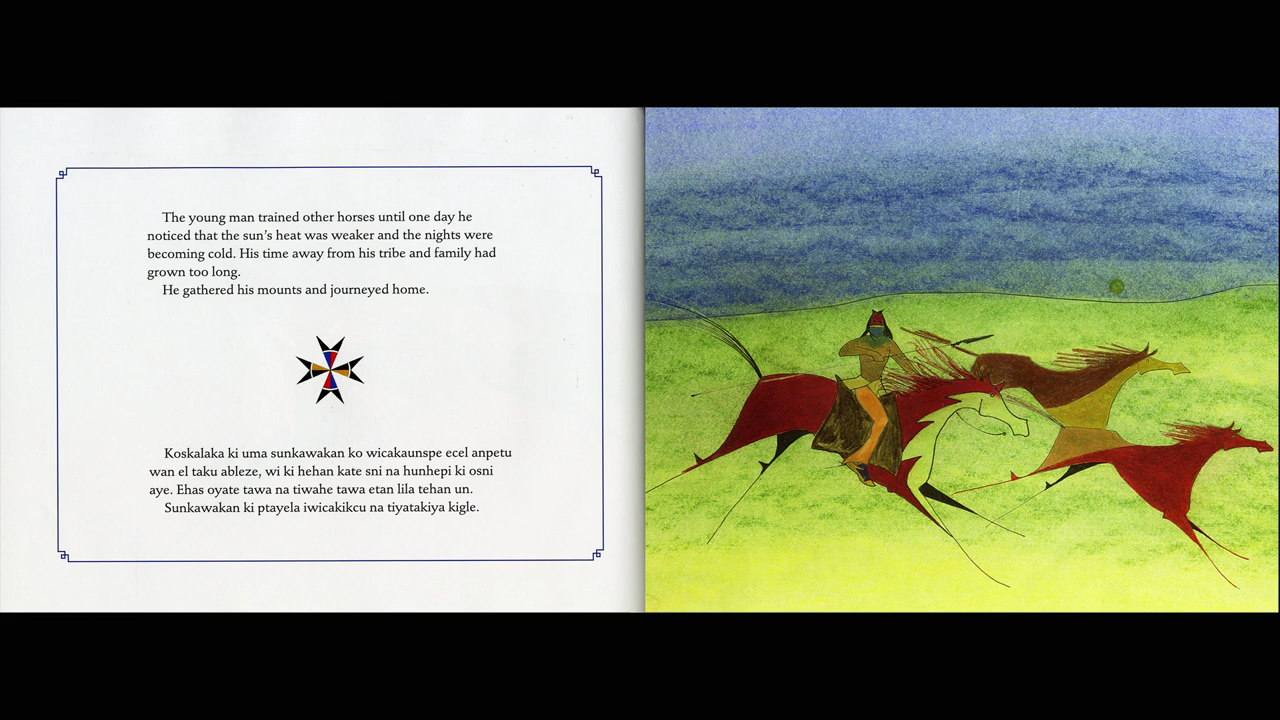 The young man trained other horses until one day he
noticed that the sun's heat was weaker and the nights were
becoming cold. His time away from his tribe and family had
grown too long.
He gathered his mounts and journeyed home.
Koskalaka ki uma sunkawakan ko wicakaunspe ecel anpetu
wan el taku ableze, wi ki hehan kate sni na hunhepi ki osni
aye. Ehas oyate tawa na tiwahe tawa etan lila tehan un.
Sunkawakan ki ptayela iwicakikcu na tiyatakiya kigle.